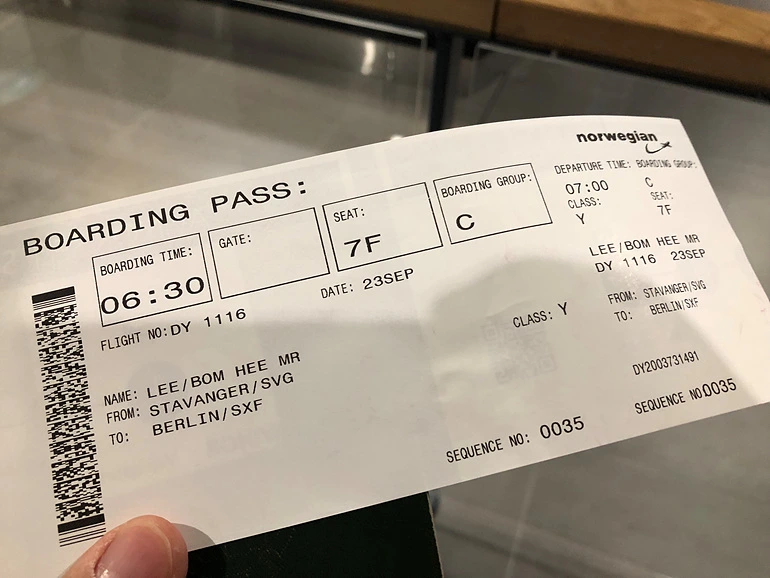 norwegian
BOARDING PASS:
BOARDING TIME:
06:30
GATE:
SEAT:
7F
BOARDING GROUP:
C
FLIGHT NO: DY 1116
DATE: 23SEP
NAME: LEE/BOM HEE MR
FROM: STAVANGER/SVG
TO: BERLIN/SXF
CLASS: Y
SEQUENCE NO: 0035
DEPARTURE TIME: BOARDING GROUP:
07:00 C
CLASS: SEAT:
Y 7F
LEE/BOM HEE MR
DY 1116 23SEP
FROM: STAVANGER/SVG
TO: BERLIN/SXF
DY2003731491
SEQUENCE NO:0035